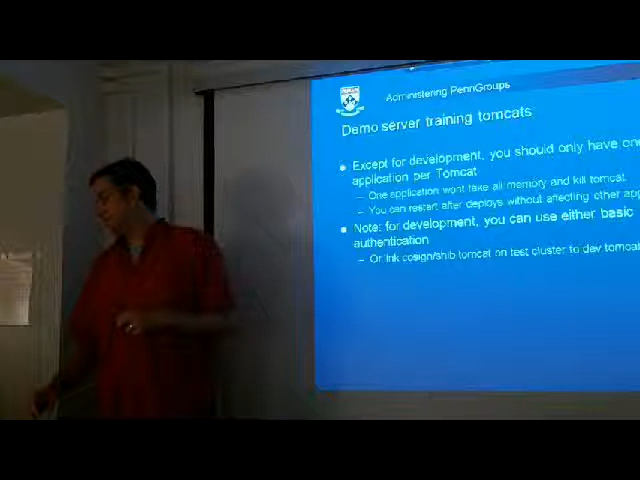 Administering PennGroups
Demo server training tomcats
Except for development, you should only have one
application per Tomcat
– One application wont take all memory and kill tomcat
– You can restart after deploys without affecting other
Note: for development, you can use either basic
authentication
– Or link cosign/shib tomcat on test cluster to dev